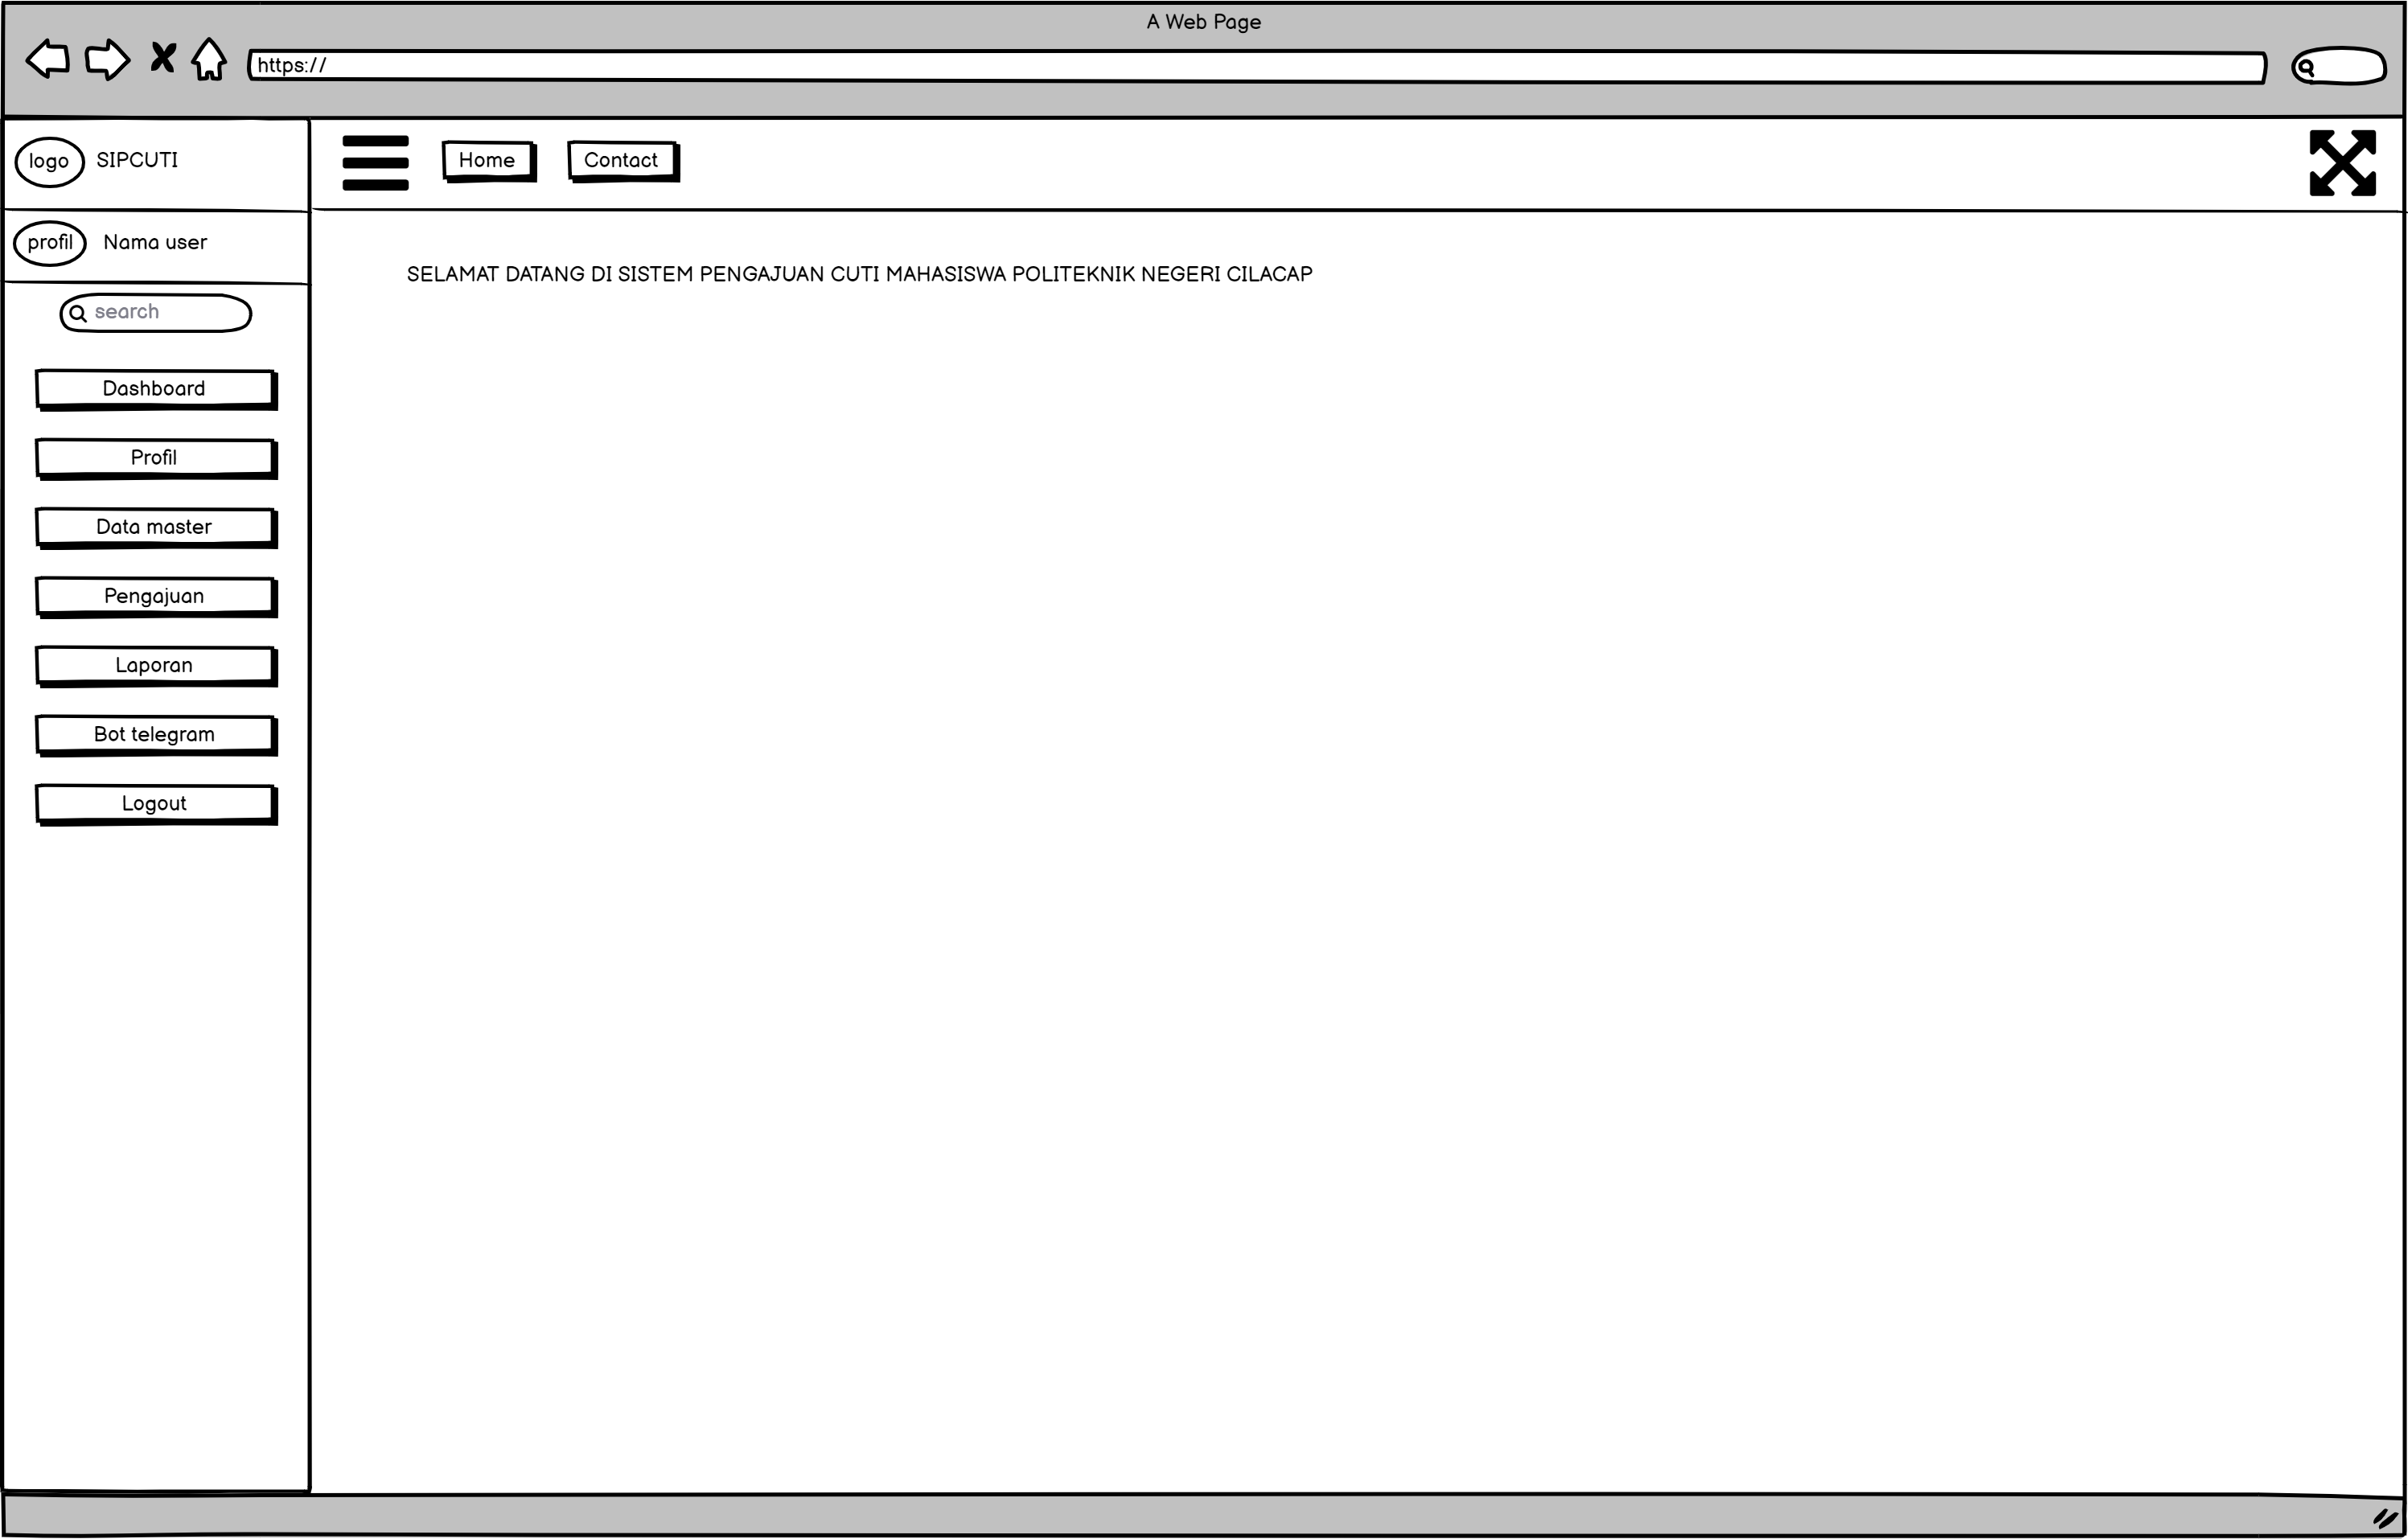 A Web Page
https://
logo SIPCUTI
Home Contact
profil Nama user
search
SELAMAT DATANG DI SISTEM PENGAJUAN CUTI MAHASISWA POLITEKNIK NEGERI CILACAP
Dashboard
Profil
Data master
Pengajuan
Laporan
Bot telegram
Logout